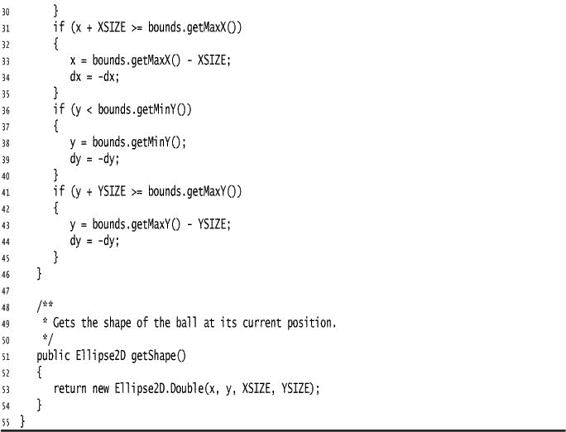 30       }
31       if (x + XSIZE >= bounds.getMaxX())
32       {
33          x = bounds.getMaxX() - XSIZE;
34          dx = -dx;
35       }
36       if (y < bounds.getMinY())
37       {
38          y = bounds.getMinY();
39          dy = -dy;
40       }
41       if (y + YSIZE >= bounds.getMaxY())
42       {
43          y = bounds.getMaxY() - YSIZE;
44          dy = -dy;
45       }
46    }
47
48    /**
49     * Gets the shape of the ball at its current position.
50     */
51    public Ellipse2D getShape()
52    {
53       return new Ellipse2D.Double(x, y, XSIZE, YSIZE);
54    }
55 }